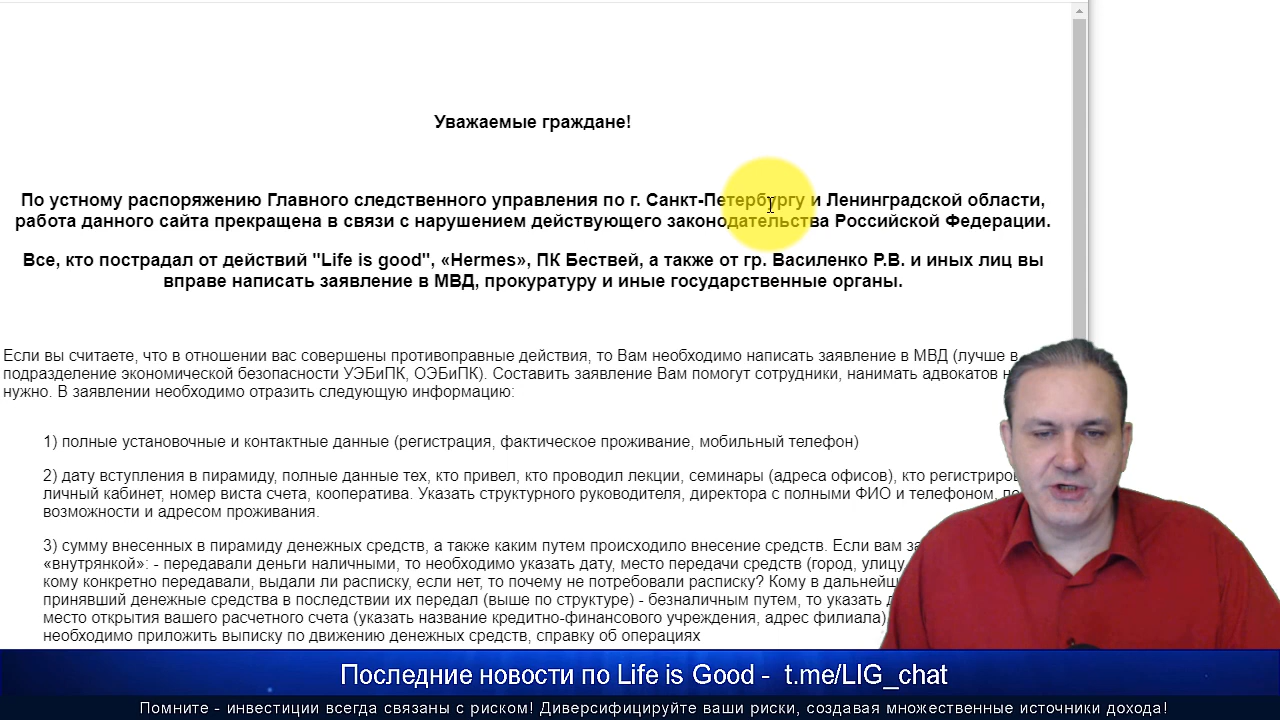 Уважаемые граждане!
По устному распоряжению Главного следственного управления по г. Санкт-Петербургу и Ленинградской области,
работа данного сайта прекращена в связи с нарушением действующего законодательства Российской Федерации.
Все, кто пострадал от действий "Life is good", «Hermes», ПК Бествей, а также от гр. Василенко Р.В. и иных лиц вы
вправе написать заявление в МВД, прокуратуру и иные государственные органы.
Если вы считаете, что в отношении вас совершены противоправные действия, то Вам необходимо написать заявление в МВД (лучше в
подразделение экономической безопасности УЭБиПК, ОЭБиПК). Составить заявление Вам помогут сотрудники, нанимать адвокатов
нужно. В заявлении необходимо отразить следующую информацию:
1) полные установочные и контактные данные (регистрация, фактическое проживание, мобильный телефон)
2) дату вступления в пирамиду, полные данные тех, кто привел, кто проводил лекции, семинары (адреса офисов), кто
личный кабинет, номер виста счета, кооператива. Указать структурного руководителя, директора с полными ФИО и телефоном,
возможности и адресом проживания.
3) сумму внесенных в пирамиду денежных средств, а также каким путем происходило внесение средств. Если вам
«внутрянкой»: - передавали деньги наличными, то необходимо указать дату, место передачи средств (город, улицу
кому конкретно передавали, выдали ли расписку, если нет, то почему не потребовали расписку? Кому в
принявший денежные средства в последствии их передал (выше по структуре) - безналичным путем, то указать
место открытия вашего расчетного счета (указать название кредитно-финансового учреждения, адрес филиала)
необходимо приложить выписку по движению денежных средств, справку об операциях
Последние новости по Life is Good - t.me/LIG_chat
Помните - инвестиции всегда связаны с риском! Диверсифицируйте ваши риски, создавая множественные источники дохода!